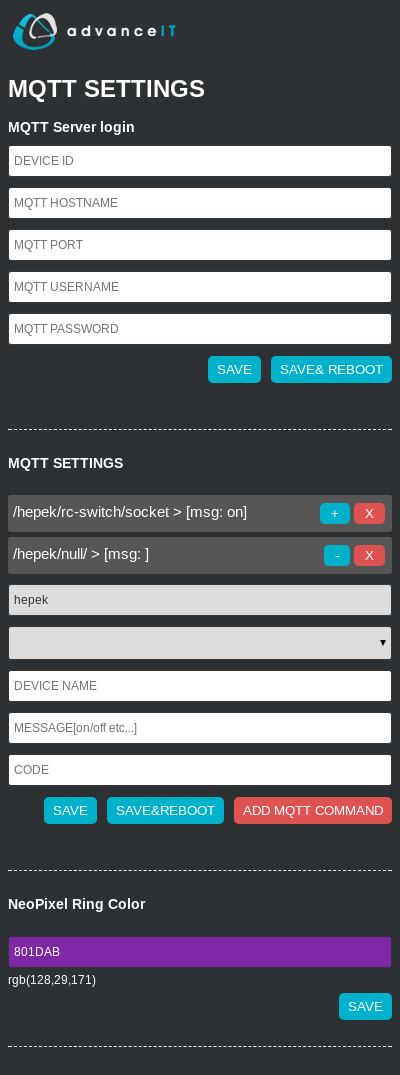 advanceIT
MQTT SETTINGS
MQTT Server login
DEVICE ID
MQTT HOSTNAME
MQTT PORT
MQTT USERNAME
MQTT PASSWORD
SAVE SAVE& REBOOT
MQTT SETTINGS
/hepek/rc-switch/socket > [msg: on] + X
/hepek/null/ > [msg: ] - X
hepek
DEVICE NAME
MESSAGE[on/off etc...]
CODE
SAVE SAVE&REBOOT ADD MQTT COMMAND
NeoPixel Ring Color
801DAB
rgb(128,29,171)
SAVE